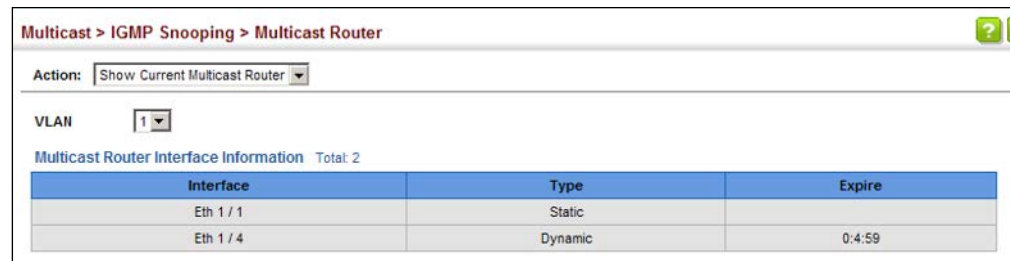 Multicast > IGMP Snooping > Multicast Router
?
Action: Show Current Multicast Router
VLAN 1
Multicast Router Interface Information Total: 2
Interface Type Expire
Eth 1 / 1 Static
Eth 1 / 4 Dynamic 0:4:59